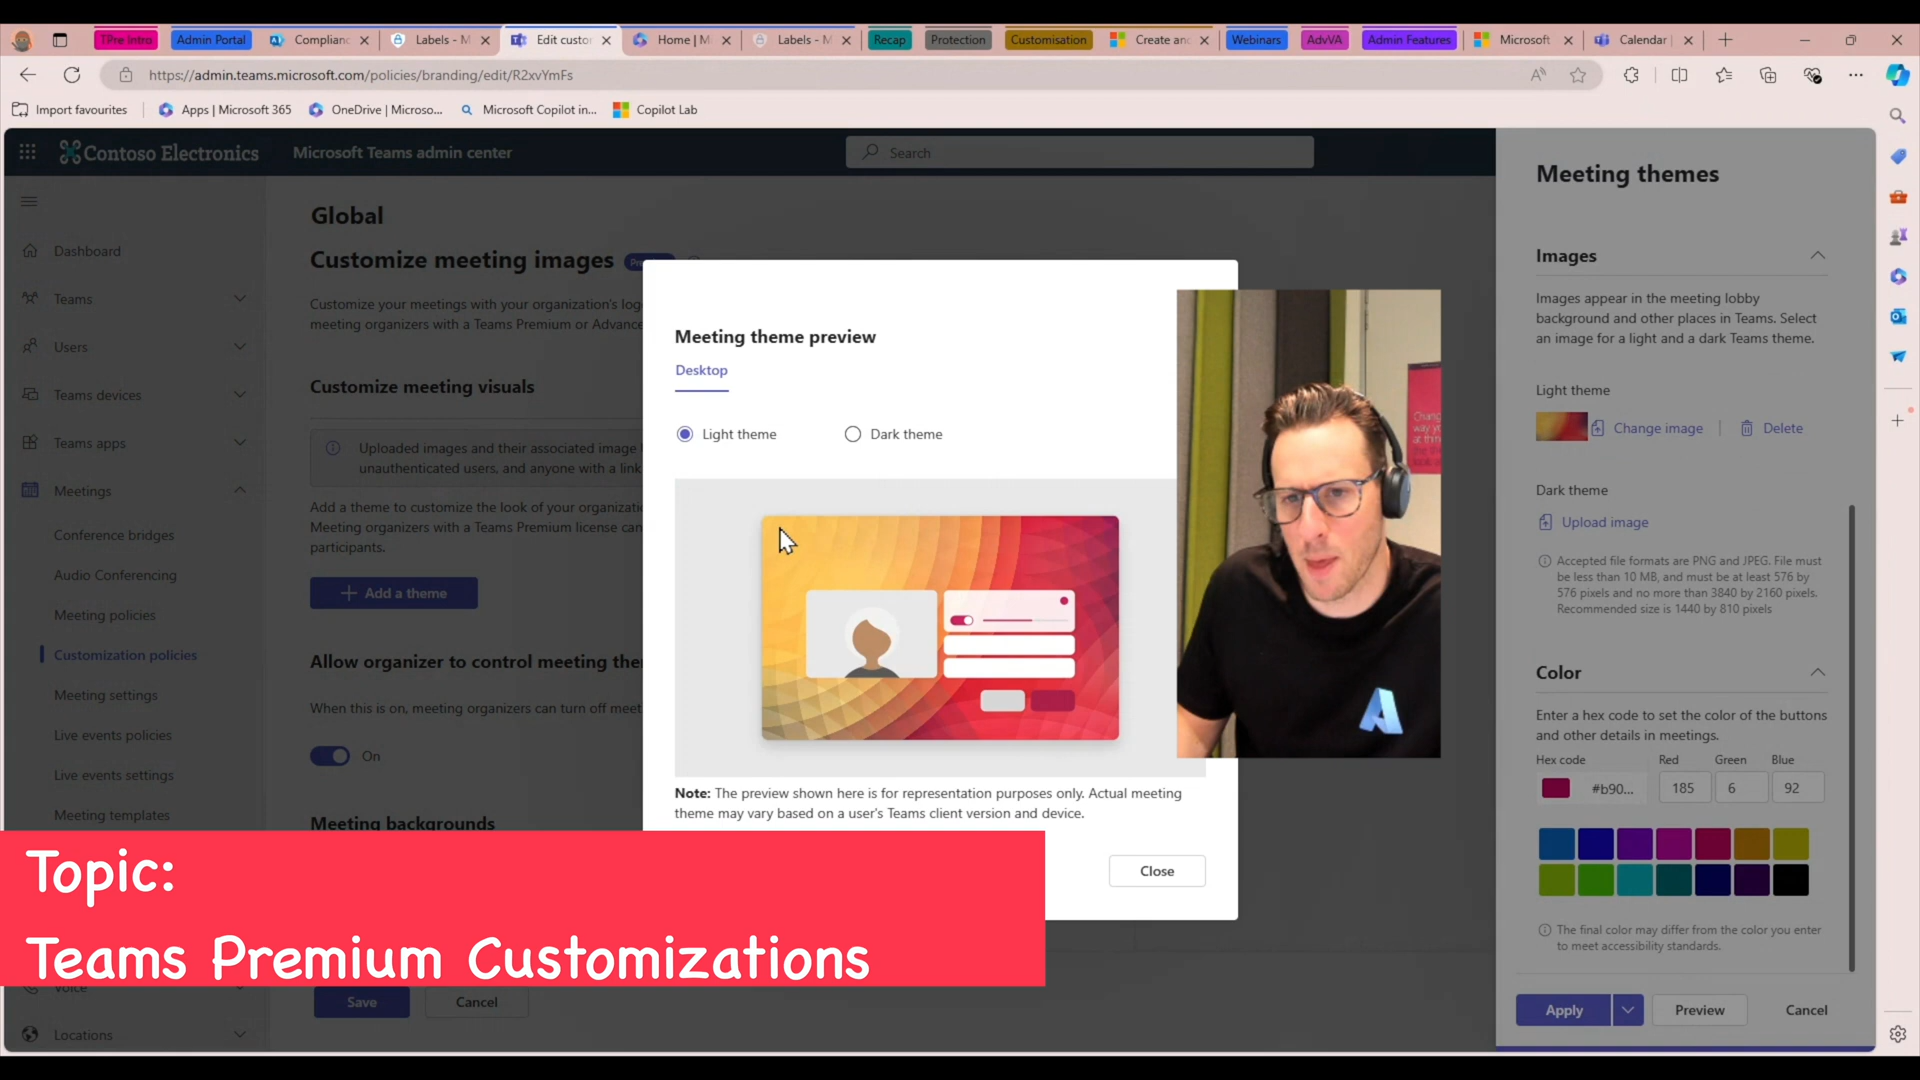 TPre Intro
Admin Portal
Complianc
Labels - M
Edit custo
Home | M
Labels - M
Recap
Protection
Customisation
Create an
Webinars
AdvVA
Admin Features
Microsoft
Calendar
https://admin.teams.microsoft.com/policies/branding/edit/R2xvYmFs
Import favourites
Apps | Microsoft 365
OneDrive | Microso...
Microsoft Copilot in...
Copilot Lab
Contoso Electronics
Microsoft Teams admin center
Search
Dashboard
Teams
Users
Teams devices
Teams apps
Meetings
Conference bridges
Audio Conferencing
Meeting policies
Customization policies
Meeting settings
Live events policies
Live events settings
Meeting templates
Voice
Locations
Global
Customize meeting images
Customize your meetings with your organization's log
meeting organizers with a Teams Premium or Advance
Customize meeting visuals
Uploaded images and their associated image
unauthenticated users, and anyone with a link
Add a theme to customize the look of your organizatio
Meeting organizers with a Teams Premium license can
participants.
Add a theme
Allow organizer to control meeting the
When this is on, meeting organizers can turn off meet
On
Meeting backgrounds
Save
Cancel
Meeting theme preview
Desktop
Light theme
Dark theme
Note: The preview shown here is for representation purposes only. Actual meeting
theme may vary based on a user's Teams client version and device.
Close
Meeting themes
Images
Images appear in the meeting lobby
background and other places in Teams. Select
an image for a light and a dark Teams theme.
Light theme
Change image
Delete
Dark theme
Upload image
Accepted file formats are PNG and JPEG. File must
be less than 10 MB, and must be at least 576 by
576 pixels and no more than 3840 by 2160 pixels.
Recommended size is 1440 by 810 pixels
Color
Enter a hex code to set the color of the buttons
and other details in meetings.
Hex code
Red
Green
Blue
#b90...
185
6
92
The final color may differ from the color you enter
to meet accessibility standards.
Apply
Preview
Cancel
Topic:
Teams Premium Customizations